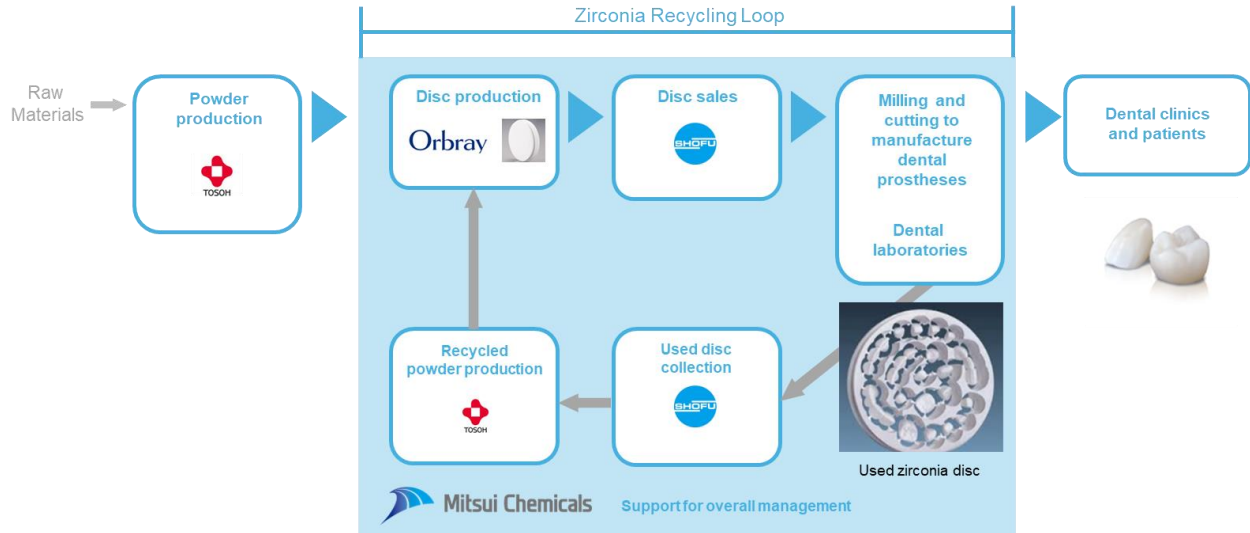 Zirconia Recycling Loop
Raw
Materials
Powder
production
TOSOH
Disc production
Orbray
Disc sales
SHOFU
Milling and
cutting to
manufacture
dental
prostheses
Dental
laboratories
Dental clinics
and patients
Recycled
powder production
TOSOH
Used disc
collection
SHOFU
Used zirconia disc
Mitsui Chemicals
Support for overall management